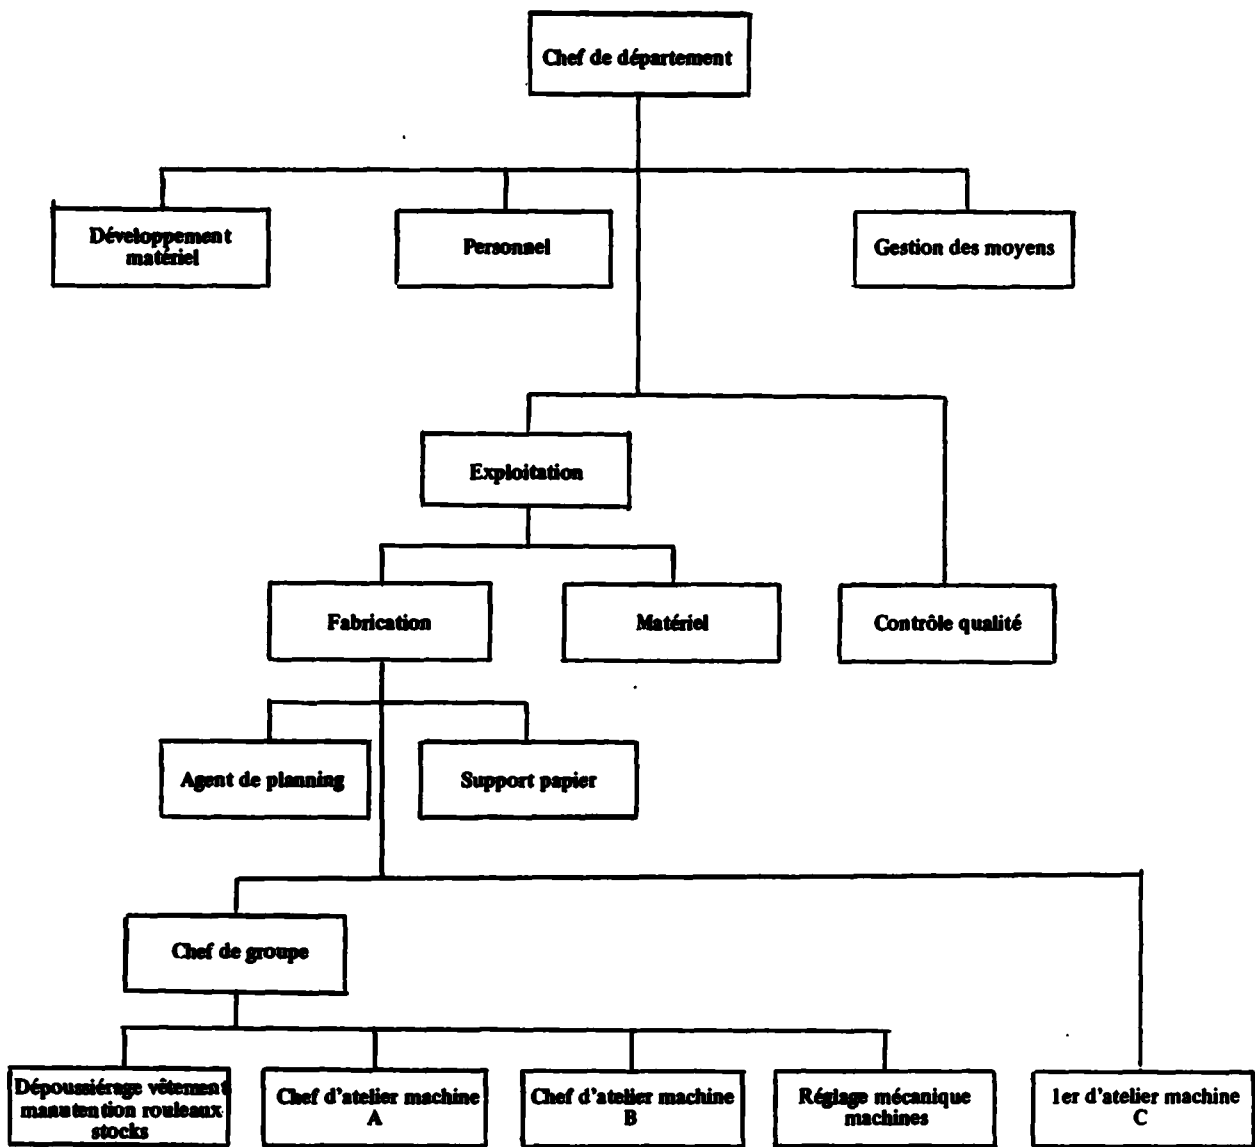 Chef de département
Développement
matériel
Personnel
Gestion des moyens
Exploitation
Fabrication
Matériel
Contrôle qualité
Agent de planning
Support papier
Chef de groupe
Dépoussiérage vêtement
manutention rouleaux
stocks
Chef d'atelier machine
A
Chef d'atelier machine
B
Réglage mécanique
machines
1er d'atelier machine
C